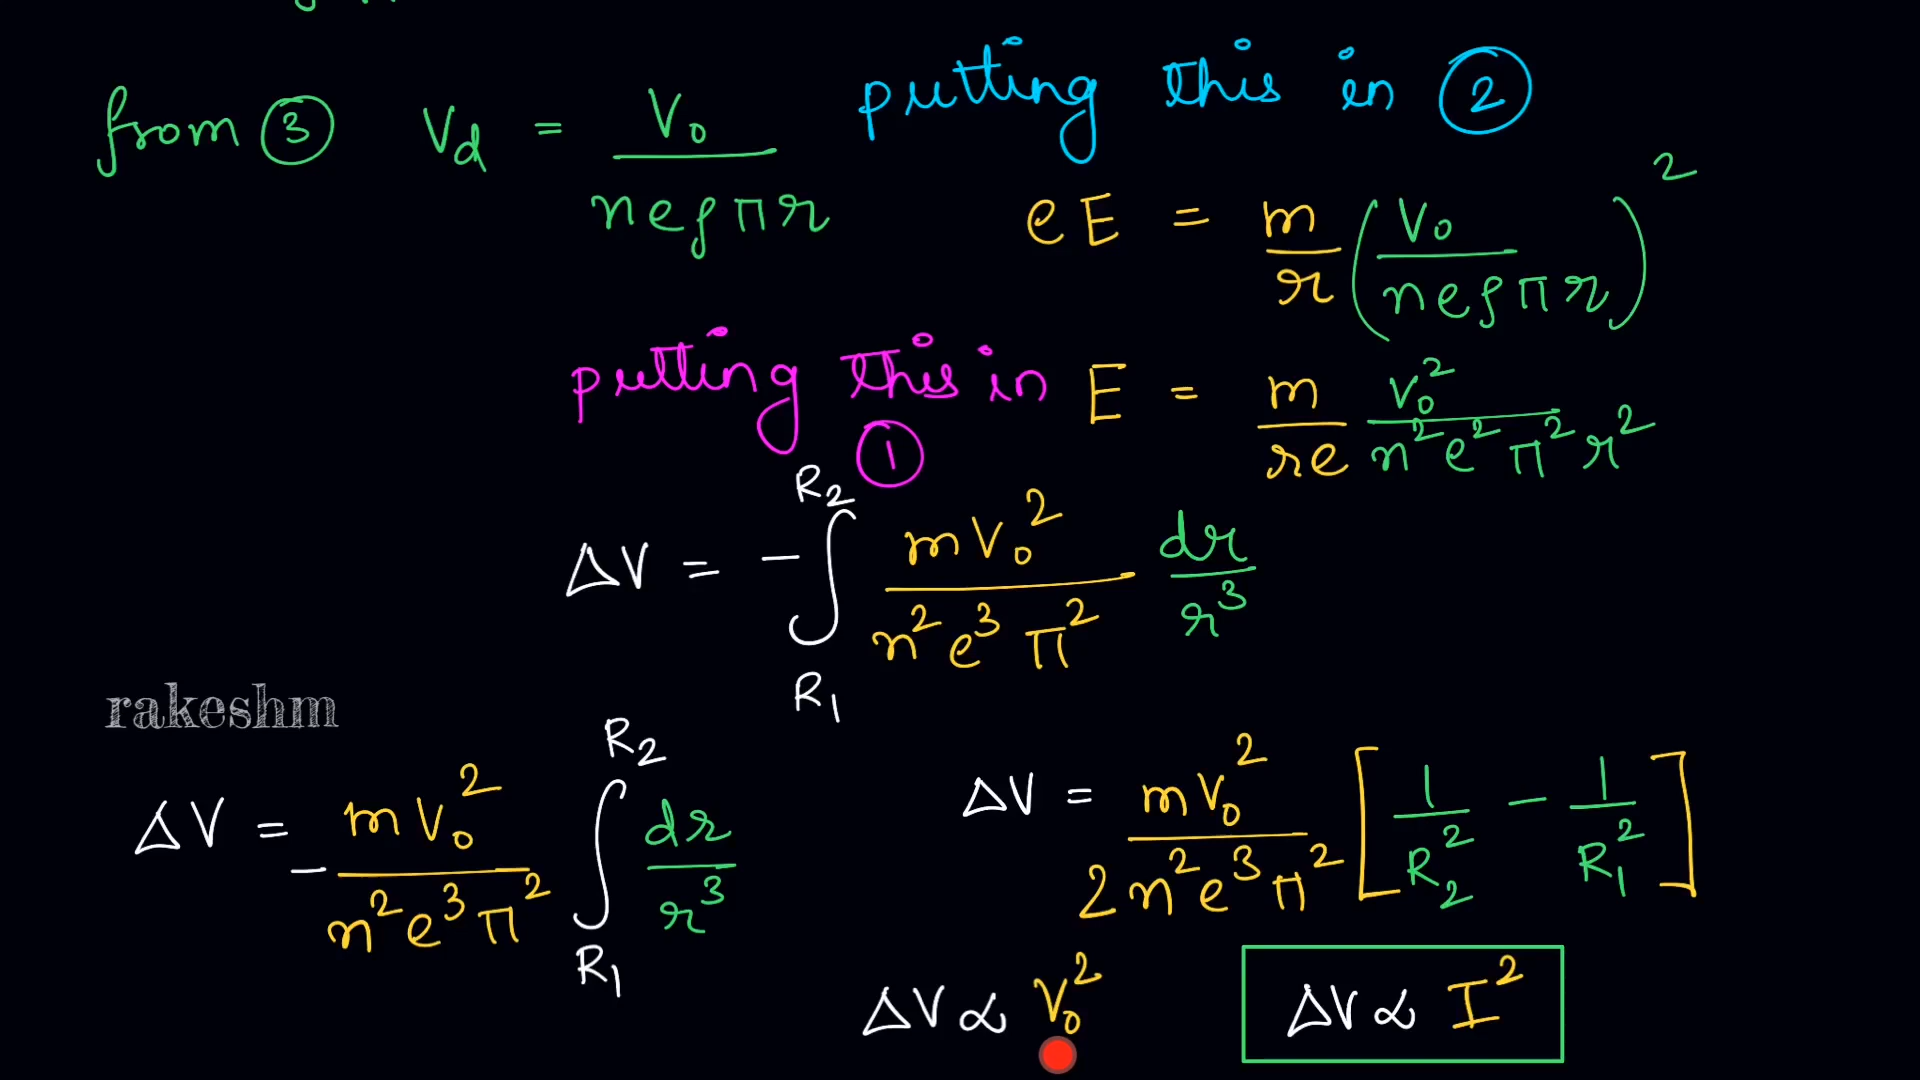 from ③ V_d = V₀ / neρπr putting this in ②
eE = m/r (V₀ / neρπr)²
putting this in ① E = m/re V₀² / n²e²π²r²
ΔV = -∫_{R₁}^{R₂} mV₀² / n²e³π² dr/r³
rakeshm
ΔV = - mV₀² / n²e³π² ∫_{R₁}^{R₂} dr/r³
ΔV = mV₀² / 2n²e³π² [1/R₂² - 1/R₁²]
ΔV ∝ V₀²
ΔV ∝ I²